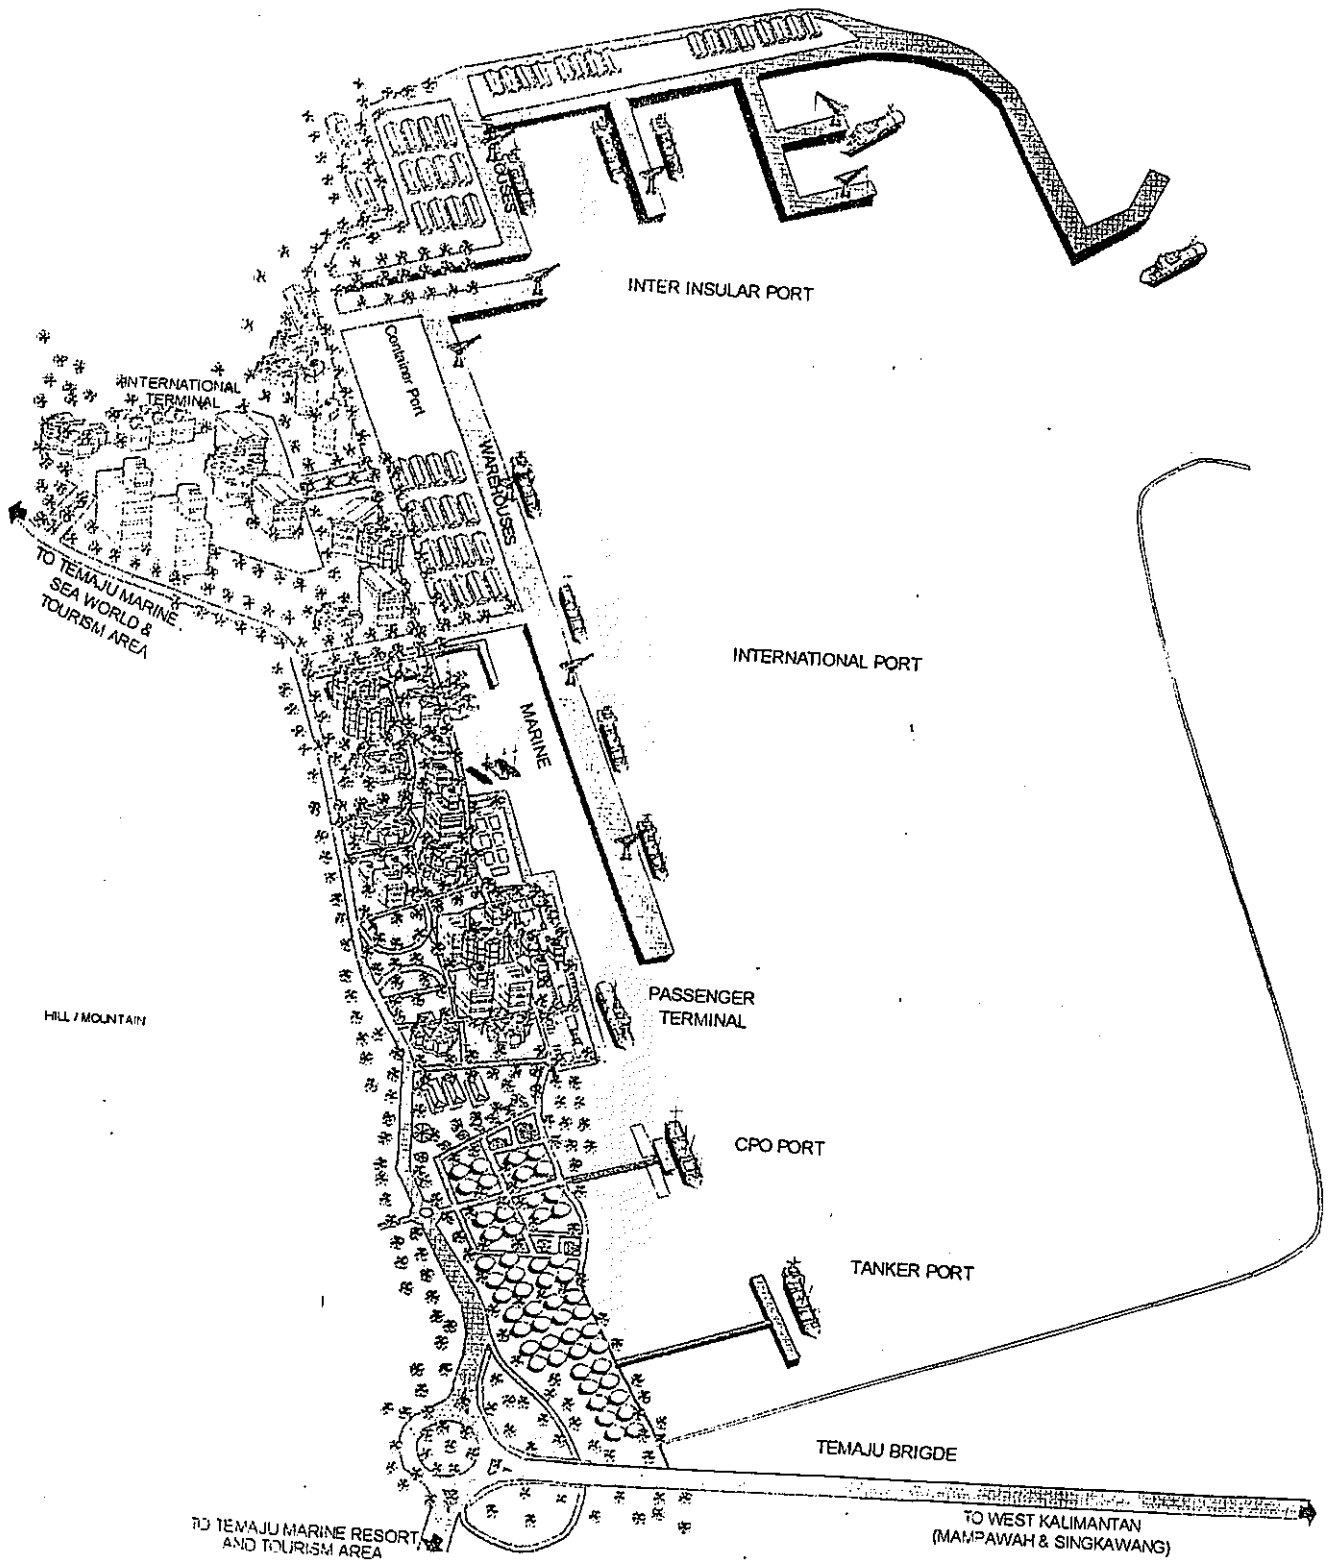 HOUSES
INTER INSULAR PORT
Container Port
INTERNATIONAL
TERMINAL
WAREHOUSES
TO TEMAJU MARINE,
SEA WORLD &
TOURISM AREA
INTERNATIONAL PORT
MARINE
PASSENGER
TERMINAL
HILL / MOUNTAIN
CPO PORT
TANKER PORT
TEMAJU BRIGDE
TO WEST KALIMANTAN
(MAMPAWAH & SINGKAWANG)
TO TEMAJU MARINE RESORT
AND TOURISM AREA